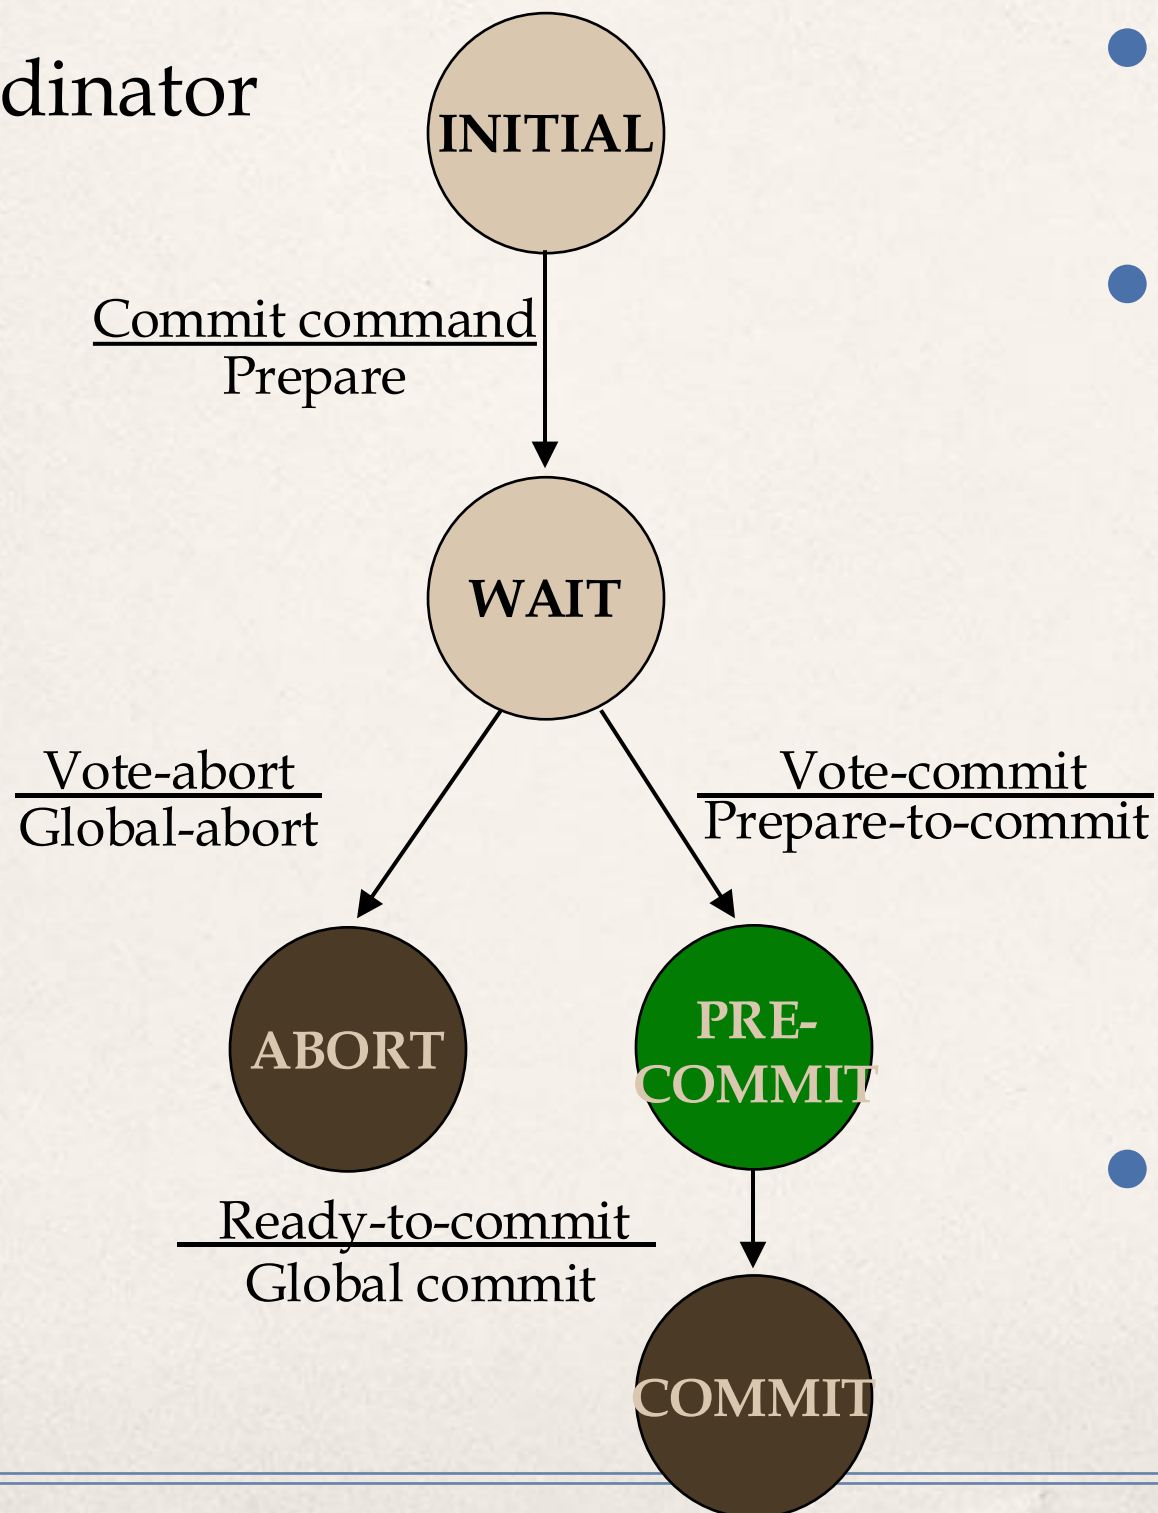 dinator
INITIAL
Commit command
Prepare
WAIT
Vote-abort
Global-abort
Vote-commit
Prepare-to-commit
ABORT
PRE-
COMMIT
Ready-to-commit
Global commit
COMMIT